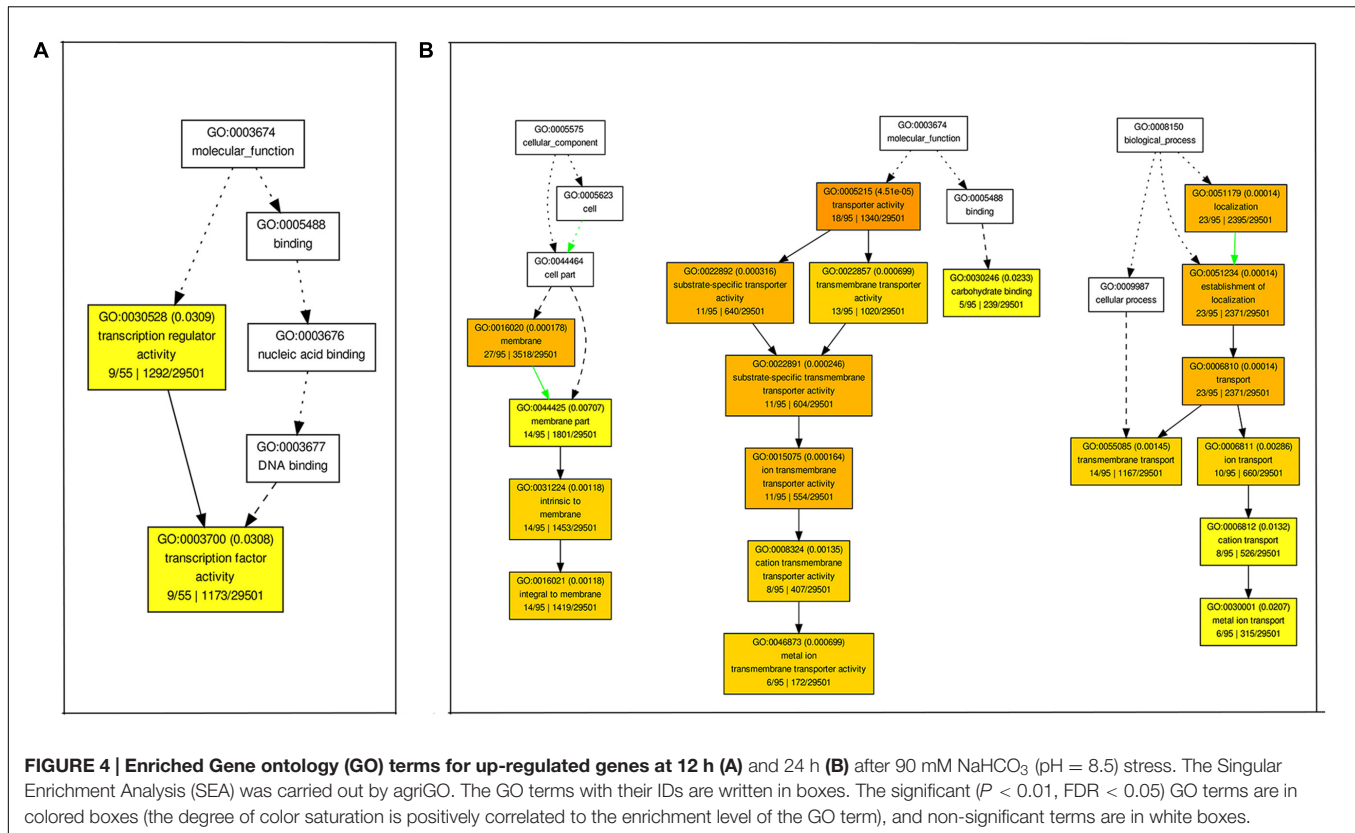 A
GO:0003674
molecular_function
GO:0005488
binding
GO:0030528 (0.0309)
transcription regulator
activity
9/55 | 1292/29501
GO:0003676
nucleic acid binding
GO:0003677
DNA binding
GO:0003700 (0.0308)
transcription factor
activity
9/55 | 1173/29501
B
GO:0005575
cellular_component
GO:0005623
cell
GO:0044464
cell part
GO:0016020 (0.000178)
membrane
27/95 | 3518/29501
GO:0044425 (0.00707)
membrane part
14/95 | 1801/29501
GO:0031224 (0.00118)
intrinsic to
membrane
14/95 | 1453/29501
GO:0016021 (0.00118)
integral to membrane
14/95 | 1419/29501
GO:0003674
molecular_function
GO:0005215 (4.51e-05)
transporter activity
18/95 | 1340/29501
GO:0005488
binding
GO:0022892 (0.000316)
substrate-specific transporter
activity
11/95 | 640/29501
GO:0022857 (0.000699)
transmembrane transporter
activity
13/95 | 1020/29501
GO:0030246 (0.0233)
carbohydrate binding
5/95 | 239/29501
GO:0022891 (0.000246)
substrate-specific transmembrane
transporter activity
11/95 | 604/29501
GO:0015075 (0.000164)
ion transmembrane
transporter activity
11/95 | 554/29501
GO:0008324 (0.00135)
cation transmembrane
transporter activity
8/95 | 407/29501
GO:0046873 (0.000699)
metal ion
transmembrane transporter activity
6/95 | 172/29501
GO:0008150
biological_process
GO:0051179 (0.00014)
localization
23/95 | 2395/29501
GO:0009987
cellular process
GO:0051234 (0.00014)
establishment of
localization
23/95 | 2371/29501
GO:0006810 (0.00014)
transport
23/95 | 2371/29501
GO:0055085 (0.00145)
transmembrane transport
14/95 | 1167/29501
GO:0006811 (0.00286)
ion transport
10/95 | 660/29501
GO:0006812 (0.0132)
cation transport
8/95 | 526/29501
GO:0030001 (0.0207)
metal ion transport
6/95 | 315/29501
FIGURE 4 | Enriched Gene ontology (GO) terms for up-regulated genes at 12 h (A) and 24 h (B) after 90 mM NaHCO₃ (pH = 8.5) stress. The Singular
Enrichment Analysis (SEA) was carried out by agriGO. The GO terms with their IDs are written in boxes. The significant (P < 0.01, FDR < 0.05) GO terms are in
colored boxes (the degree of color saturation is positively correlated to the enrichment level of the GO term), and non-significant terms are in white boxes.